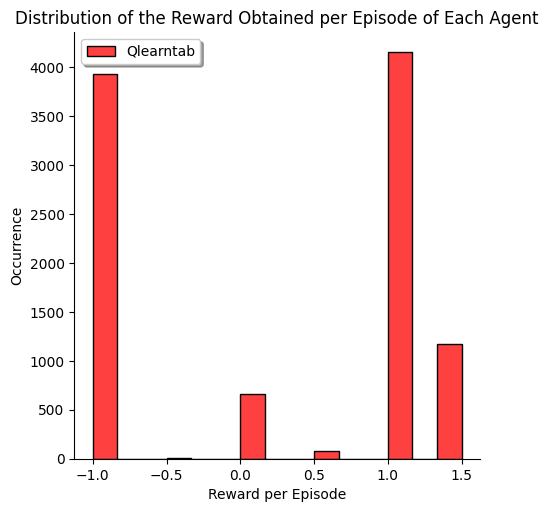 Distribution of the Reward Obtained per Episode of Each Agent
Qlearntab
4000
3500
3000
2500
2000
1500
1000
500
0
Occurrence
−1.0 −0.5 0.0 0.5 1.0 1.5
Reward per Episode